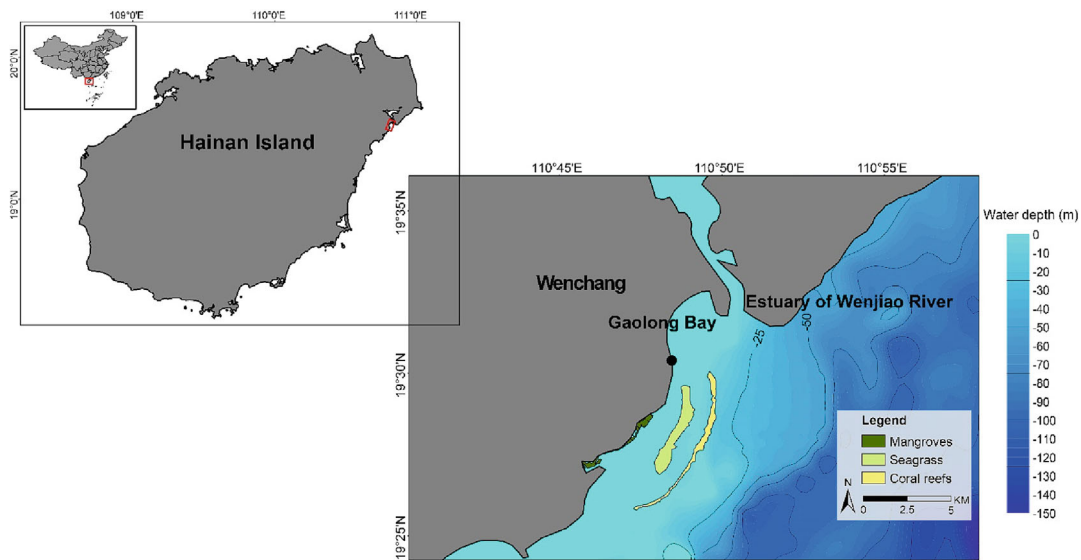 109°0'E
110°0'E
111°0'E
20°0'N
19°0'N
Hainan Island
110°45'E
110°50'E
110°55'E
19°35'N
19°30'N
19°25'N
Wenchang
Estuary of Wenjiao River
Gaolong Bay
-25
-50
Legend
Mangroves
Seagrass
Coral reefs
N
KM
0
2.5
5
Water depth (m)
0
-10
-20
-30
-40
-50
-60
-70
-80
-90
-100
-110
-120
-130
-140
-150